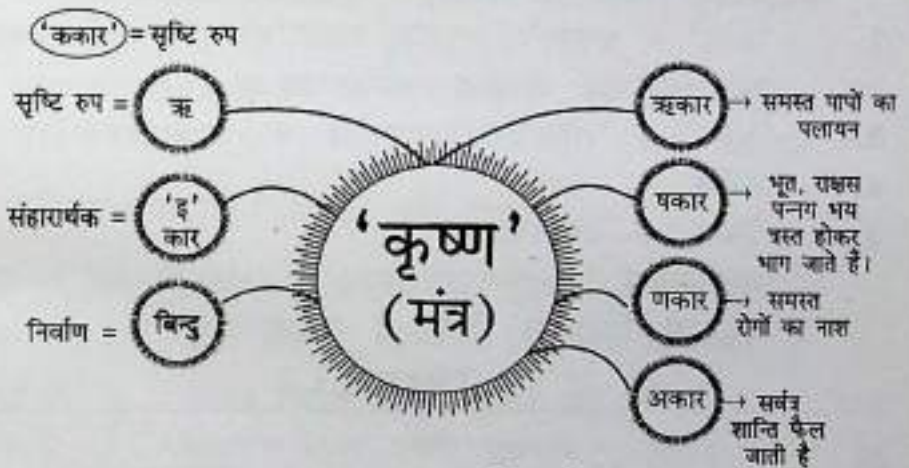 'ककार' = सृष्टि रुप
सृष्टि रुप =
ऋ
संहारार्थक =
'इ'
कार
निर्वाण =
बिन्दु
'कृष्ण'
(मंत्र)
ऋकार → समस्त पापों का
पलायन
षकार → भूत, राक्षस
पन्नग भय
त्रस्त होकर
भाग जाते है।
णकार → समस्त
रोगों का नाश
अकार → सर्वत्र
शान्ति फैल
जाती है